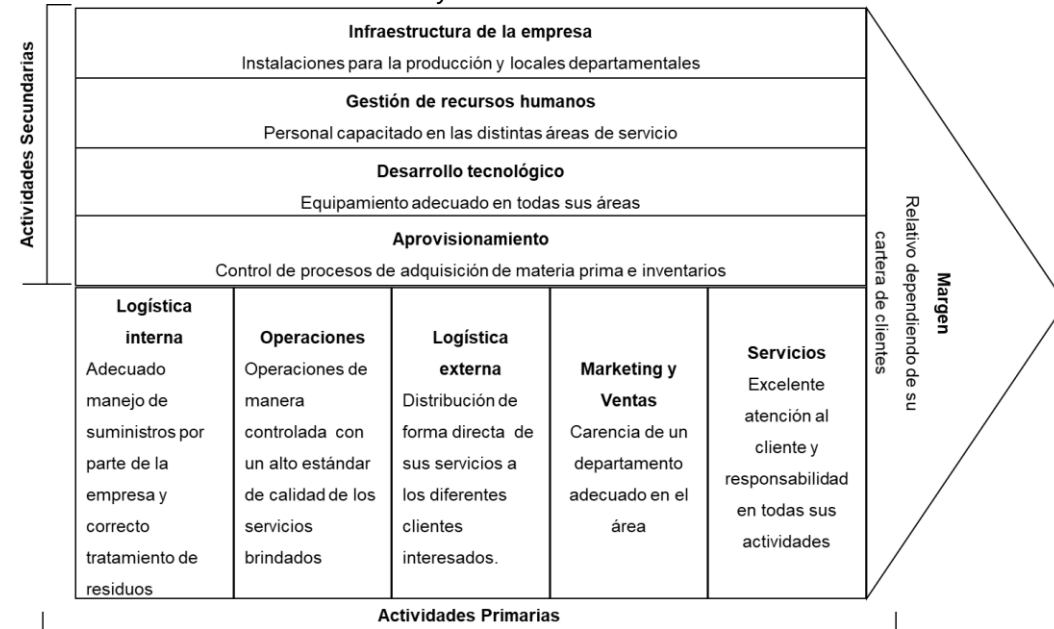 Actividades Secundarias
Infraestructura de la empresa
Instalaciones para la producción y locales departamentales
Gestión de recursos humanos
Personal capacitado en las distintas áreas de servicio
Desarrollo tecnológico
Equipamiento adecuado en todas sus áreas
Aprovisionamiento
Control de procesos de adquisición de materia prima e inventarios
Logística
interna
Adecuado
manejo de
suministros por
parte de la
empresa y
correcto
tratamiento de
residuos
Operaciones
Operaciones de
manera
controlada con
un alto estándar
de calidad de los
servicios
brindados
Logística
externa
Distribución de
forma directa de
sus servicios a
los diferentes
clientes
interesados.
Marketing y
Ventas
Carencia de un
departamento
adecuado en el
área
Servicios
Excelente
atención al
cliente y
responsabilidad
en todas sus
actividades
Margen
Relativo dependiendo de su
cartera de clientes
Actividades Primarias